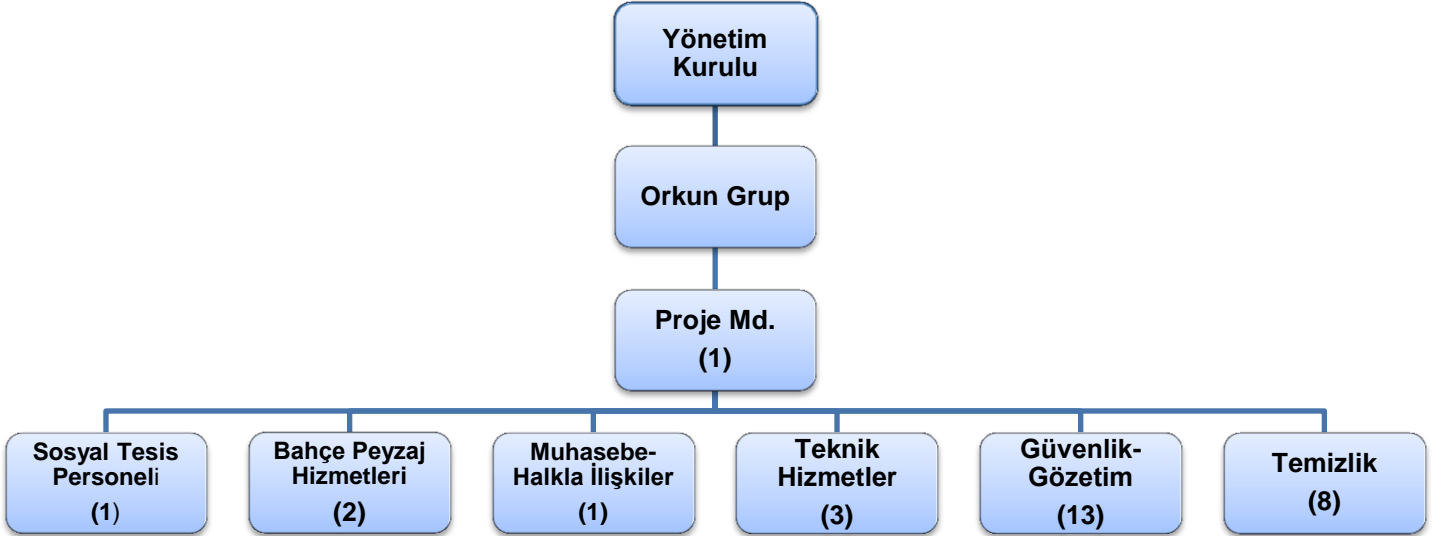 Yönetim
Kurulu
Orkun Grup
Proje Md.
(1)
Sosyal Tesis
Personeli
(1)
Bahçe Peyzaj
Hizmetleri
(2)
Muhasebe-
Halkla İlişkiler
(1)
Teknik
Hizmetler
(3)
Güvenlik-
Gözetim
(13)
Temizlik
(8)